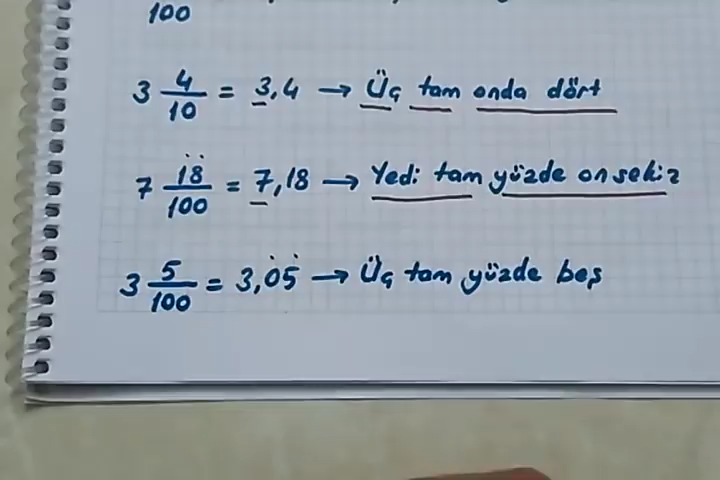 100
3 4/10 = 3,4 → Üç tam onda dört
7 18/100 = 7,18 → Yedi tam yüzde onsekiz
3 5/100 = 3,05 → Üç tam yüzde beş